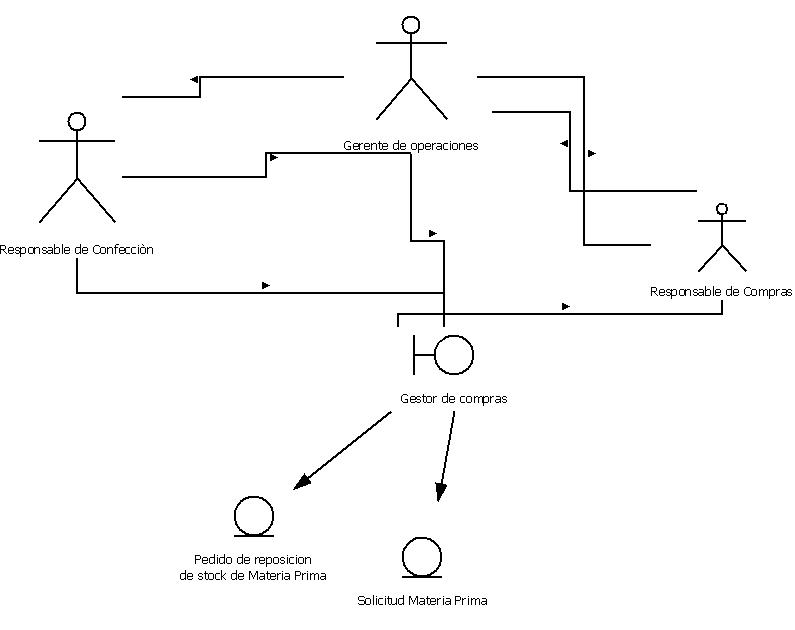 Gerente de operaciones
Responsable de Confecciòn
Responsable de Compras
Gestor de compras
Pedido de reposicion
de stock de Materia Prima
Solicitud Materia Prima